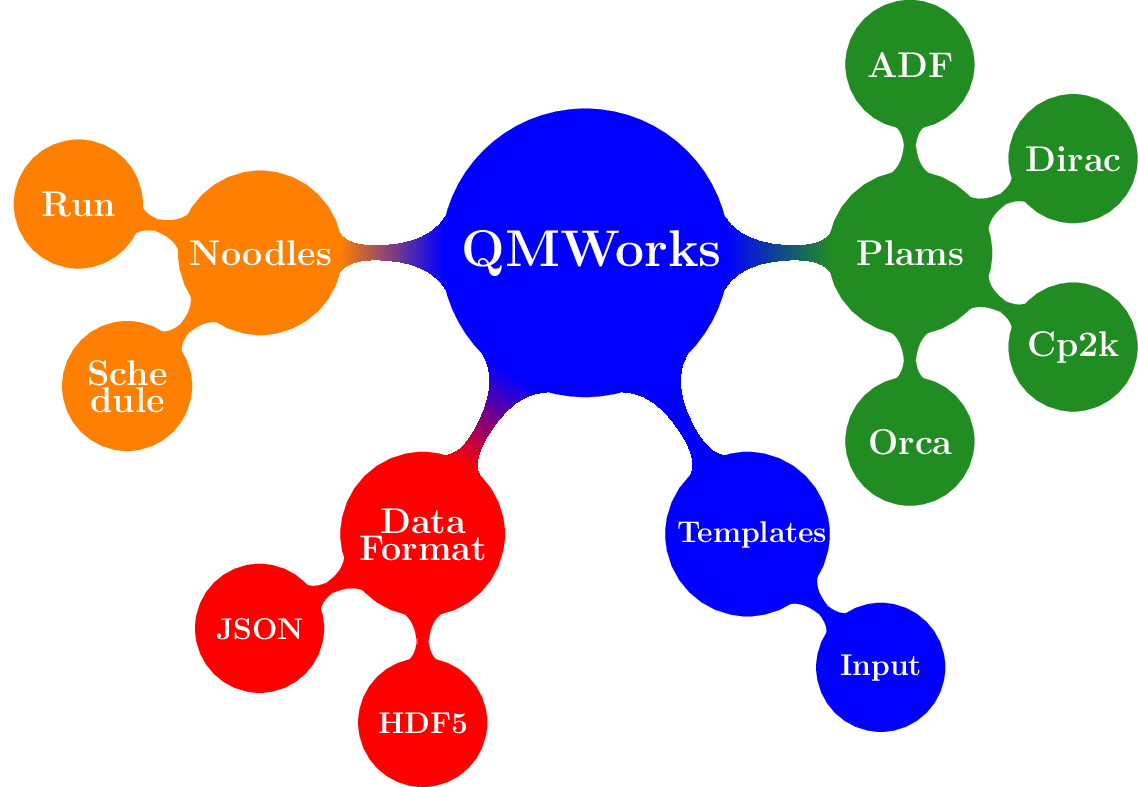 ADF
Dirac
Run
Noodles
QMWorks
Plams
Cp2k
Sche
dule
Orca
Data
Format
Templates
JSON
Input
HDF5